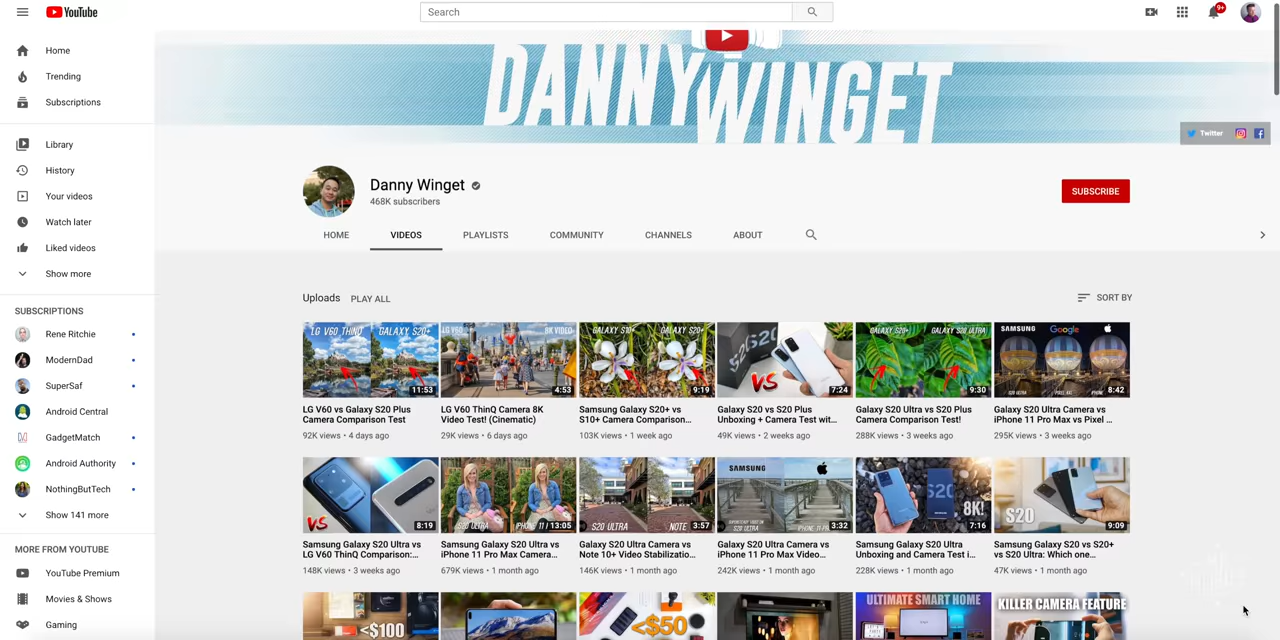 YouTube
Search
9+
Home
Trending
Subscriptions
Library
History
Your videos
Watch later
Liked videos
Show more
SUBSCRIPTIONS
Rene Ritchie
ModernDad
SuperSaf
Android Central
GadgetMatch
Android Authority
NothingButTech
Show 141 more
MORE FROM YOUTUBE
YouTube Premium
Movies & Shows
Gaming
DANNY WINGET
Twitter
Danny Winget
468K subscribers
SUBSCRIBE
HOME
VIDEOS
PLAYLISTS
COMMUNITY
CHANNELS
ABOUT
Uploads
PLAY ALL
SORT BY
LG V60 THINQ
GALAXY S20+
11:53
LG V60 vs Galaxy S20 Plus
Camera Comparison Test
92K views • 4 days ago
LG V60
8K VIDEO
4:53
LG V60 ThinQ Camera 8K
Video Test! (Cinematic)
29K views • 6 days ago
GALAXY S10+
GALAXY S20+
9:19
Samsung Galaxy S20+ vs
S10+ Camera Comparison...
103K views • 1 week ago
S20
VS
7:24
Galaxy S20 vs S20 Plus
Unboxing + Camera Test wit...
49K views • 2 weeks ago
GALAXY S20+
GALAXY S20 ULTRA
9:30
Galaxy S20 Ultra vs S20 Plus
Camera Comparison Test!
288K views • 3 weeks ago
SAMSUNG
Google
S20 ULTRA
PIXEL 4XL
IPHONE
8:42
Galaxy S20 Ultra Camera vs
iPhone 11 Pro Max vs Pixel ...
295K views • 3 weeks ago
VS
8:19
Samsung Galaxy S20 Ultra vs
LG V60 ThinQ Comparison:...
148K views • 3 weeks ago
S20 ULTRA
IPHONE 11
13:05
Samsung Galaxy S20 Ultra vs
iPhone 11 Pro Max Camera...
679K views • 1 month ago
S20 ULTRA
NOTE
3:57
Samsung Galaxy S20 Ultra vs
Note 10+ Video Stabilizatio...
146K views • 1 month ago
SAMSUNG
3:32
Galaxy S20 Ultra Camera vs
iPhone 11 Pro Max Video...
242K views • 1 month ago
S20
8K!
7:16
Samsung Galaxy S20 Ultra
Unboxing and Camera Test i...
228K views • 1 month ago
S20
9:09
Samsung Galaxy S20 vs S20+
vs S20 Ultra: Which one...
47K views • 1 month ago
<$100
<$50
ULTIMATE SMART HOME
KILLER CAMERA FEATURE